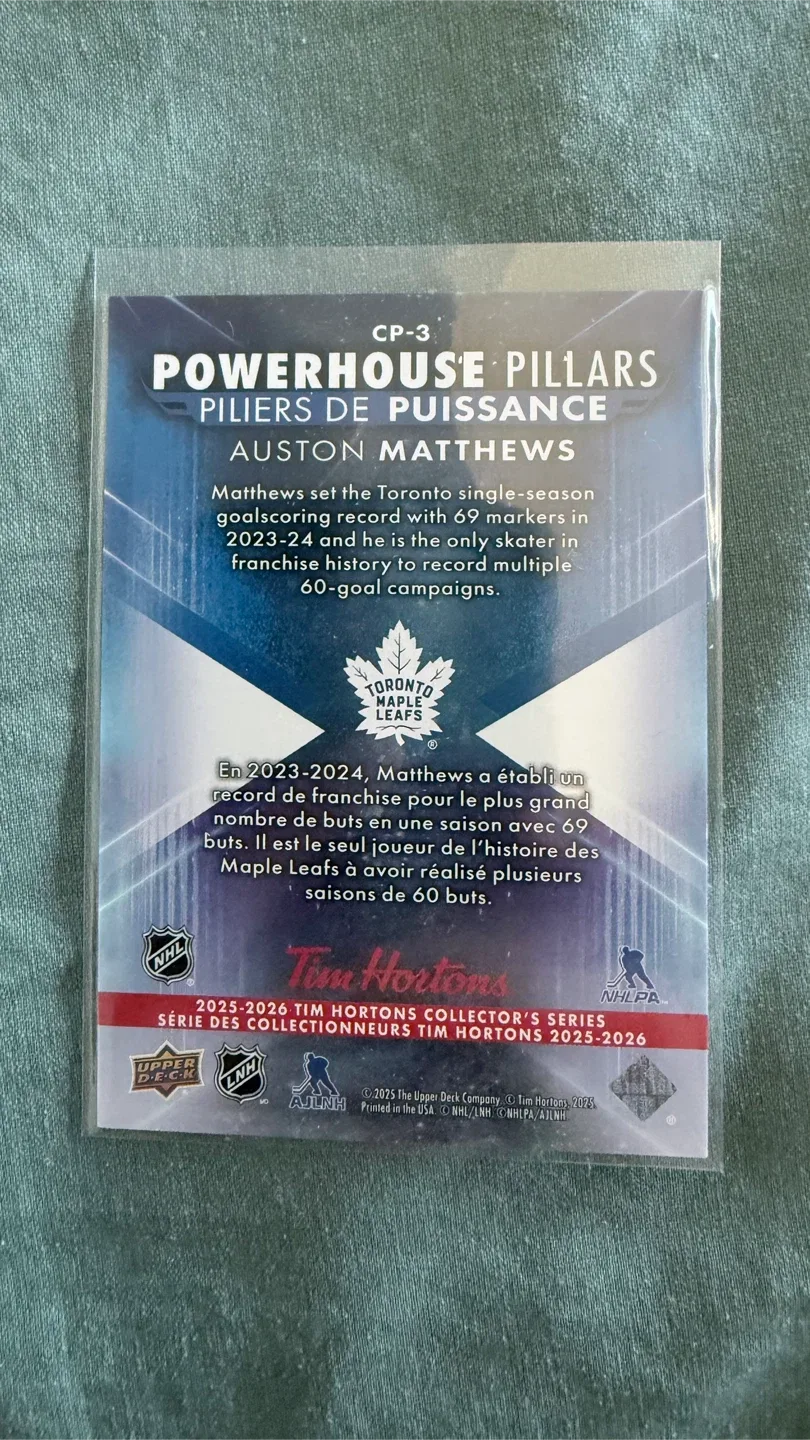 CP-3
POWERHOUSE PILLARS
PILIERS DE PUISSANCE
AUSTON MATTHEWS
Matthews set the Toronto single-season
goalscoring record with 69 markers in
2023-24 and he is the only skater in
franchise history to record multiple
60-goal campaigns.
TORONTO
MAPLE
LEAFS
®
En 2023-2024, Matthews a établi un
record de franchise pour le plus grand
nombre de buts en une saison avec 69
buts. Il est le seul joueur de l'histoire des
Maple Leafs à avoir réalisé plusieurs
saisons de 60 buts.
NHL
®
Tim Hortons
NHLPA
2025-2026 TIM HORTONS COLLECTOR'S SERIES
SÉRIE DES COLLECTIONNEURS TIM HORTONS 2025-2026
UPPER
D·E·C·K
LNH
MD
AJLNH
© 2025 The Upper Deck Company. © Tim Hortons, 2025.
Printed in the USA. © NHL/LNH. ©NHLPA/AJLNH.
®